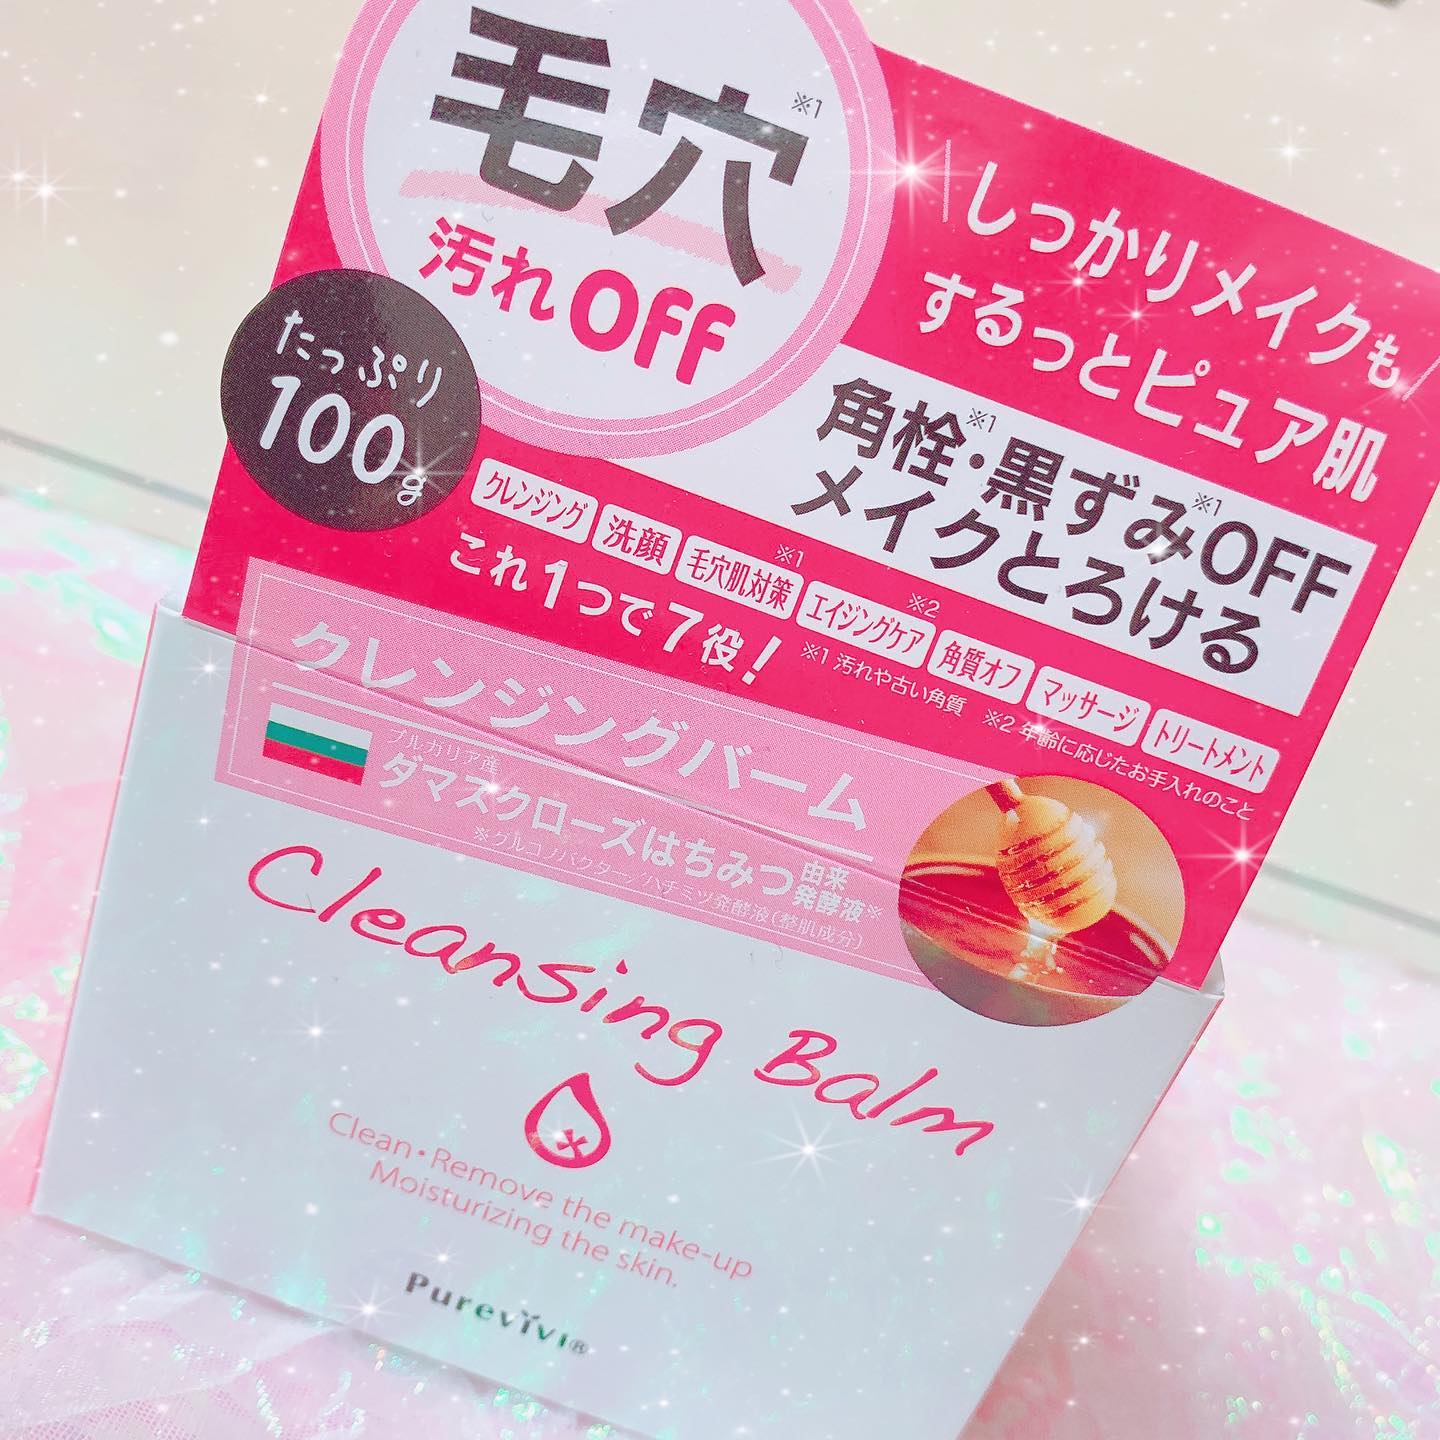 毛穴※1
汚れOff
たっぷり
100g
しっかりメイクも
するっとピュア肌
角栓※1・黒ずみ※1OFF
メイクとろける
クレンジング 洗顔 毛穴肌対策※1 エイジングケア※2 角質オフ マッサージ トリートメント
これ1つで7役!
※1 汚れや古い角質 ※2 年齢に応じたお手入れのこと
クレンジングバーム
ブルガリア産
ダマスクローズはちみつ由来発酵液※
※グルコノバクター/ハチミツ発酵液(整肌成分)
Cleansing Balm
Clean・Remove the make-up
Moisturizing the skin.
Purevivi®